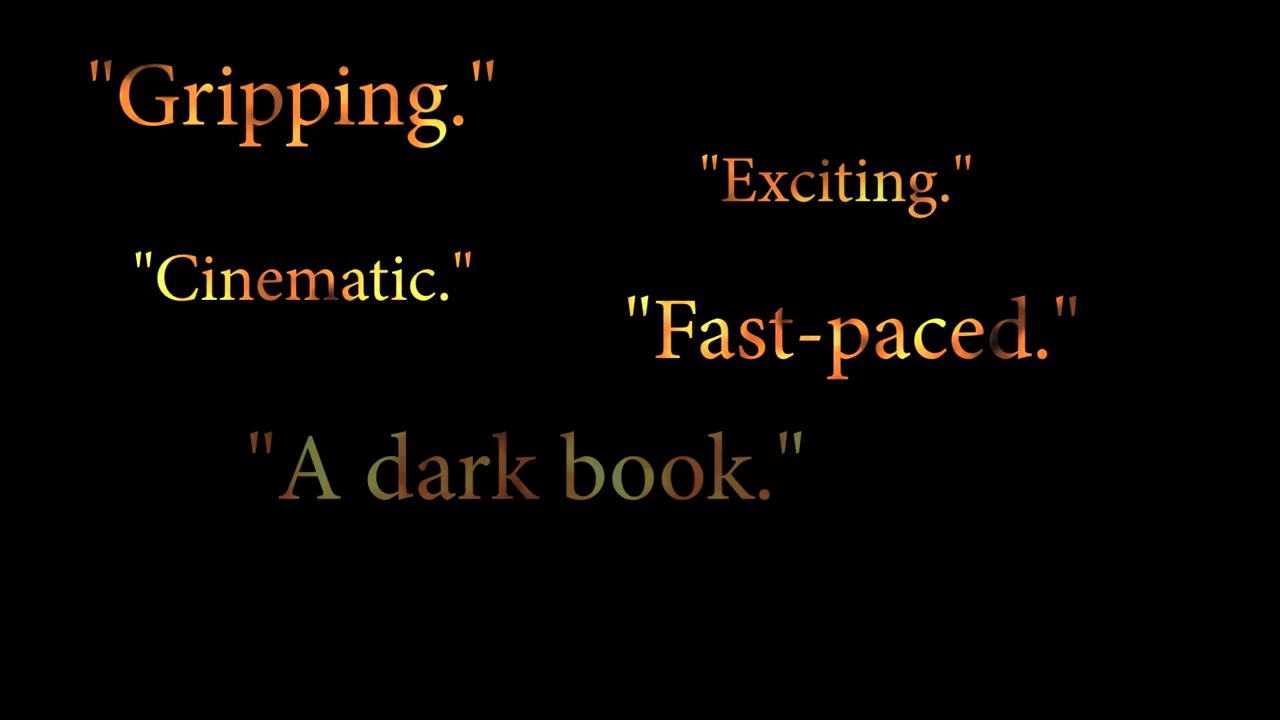 "Gripping."
"Exciting."
"Cinematic."
"Fast-paced."
"A dark book."